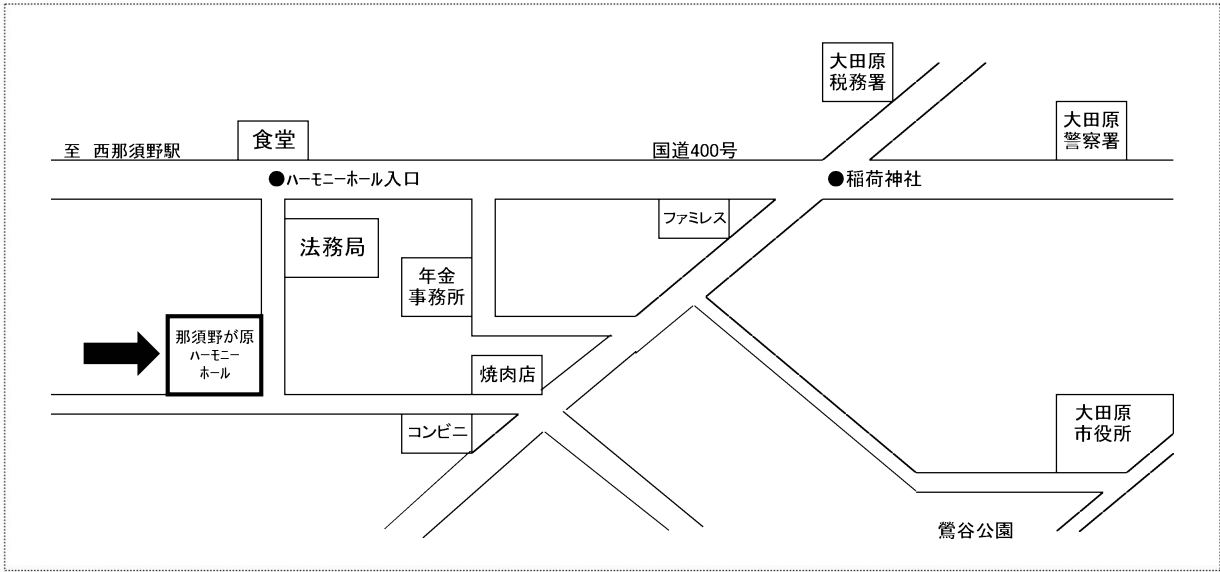 大田原
税務署
大田原
警察署
食堂
至 西那須野駅
国道400号
●ハーモニーホール入口
●稲荷神社
ファミレス
法務局
年金
事務所
那須野が原
ハーモニー
ホール
焼肉店
コンビニ
大田原
市役所
鶯谷公園